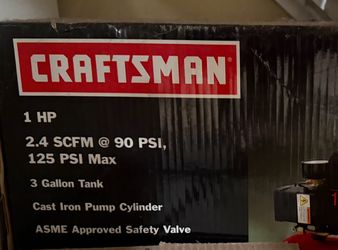 CRAFTSMAN
1 HP
2.4 SCFM @ 90 PSI,
125 PSI Max
3 Gallon Tank
Cast Iron Pump Cylinder
ASME Approved Safety Valve